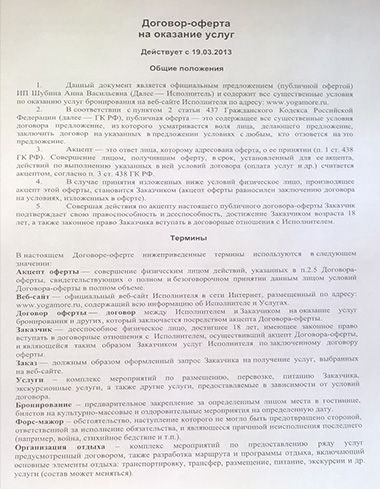 Договор-оферта
на оказание услуг
Действует с 19.03.2013
Общие положения
1. Данный документ является официальным предложением (публичной офертой)
ИП Шубина Анна Васильевна (Далее — Исполнитель) и содержит все существенные условия
по оказанию услуг бронирования на веб-сайте Исполнителя по адресу: www.yogamore.ru.
2. В соответствии с пунктом 2 статьи 437 Гражданского Кодекса Российской
Федерации (далее — ГК РФ), публичная оферта — это содержащее все существенные условия
договора предложение, из которого усматривается воля лица, делающего предложение,
заключить договор на указанных в предложении условиях с любым, кто отзовется на это
предложение.
3. Акцепт — это ответ лица, которому адресована оферта, о ее принятии (п. 1 ст. 438
ГК РФ). Совершение лицом, получившим оферту, в срок, установленный для ее акцепта,
действий по выполнению указанных в ней условий договора (оплата услуг и др.) считается
акцептом, согласно п. 3 ст. 438 ГК РФ.
4. В случае принятия изложенных ниже условий физическое лицо, производящее
акцепт этой оферты, становится Заказчиком (акцепт оферты равносилен заключению договора
на условиях, изложенных в оферте).
5. Совершая действия по акцепту настоящего публичного договора-оферты Заказчик
подтверждает свою правоспособность и дееспособность, достижение Заказчиком возраста 18
лет, а также законное право Заказчика вступать в договорные отношения с Исполнителем.
Термины
В настоящем Договоре-оферте нижеприведенные термины используются в следующем
значении:
Акцепт оферты — совершение физическим лицом действий, указанных в п.2.5 Договора-
оферты, свидетельствующих о полном и безоговорочном принятии данным лицом условий
Договора-оферты в полном объеме.
Веб-сайт — официальный веб-сайт Исполнителя в сети Интернет, размещенный по адресу:
www.yogamore.ru, содержащий всю информацию об Исполнителе и Услугах.
Договор оферты — договор между Исполнителем и Заказчиком на оказание услуг
бронирования и других, который заключается посредством акцепта Договора-оферты.
Заказчик — дееспособное физическое лицо, достигшее 18 лет, имеющее законное право
вступать в договорные отношения с Исполнителем, осуществивший акцепт Договора-оферты,
и являющейся таким образом Заказчиком услуг Исполнителя по заключенному договору
оферты.
Заказ — должным образом оформленный запрос Заказчика на получение услуг, выбранных
на веб-сайте.
Услуги — комплекс мероприятий по размещению, перевозке, питанию Заказчика,
экскурсионные услуги, а также другие услуги, предоставляемые в зависимости от условий
договора.
Бронирование — предварительное закрепление за определенным лицом места в гостинице,
билетов на культурно-массовые и оздоровительные мероприятия на определенную дату.
Форс-мажор — обстоятельство, наступление которого не могло быть предотвращено стороной,
ответственной за исполнение обязательства, и являющееся причиной неисполнения последнего
(например, война, стихийное бедствие и т.п.).
Организация отдыха — комплекс мероприятий по предоставлению ряду услуг
предусмотренный договором, также разработка маршрута и программы отдыха, включающий
основные элементы отдыха: транспортировку, трансфер, размещение, питание, экскурсии и др.
услуги (состав может меняться).